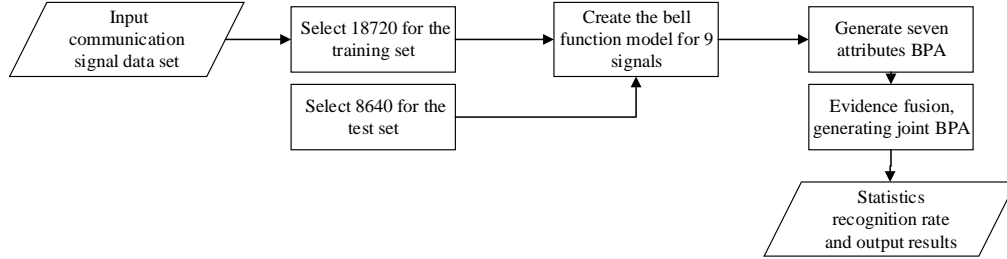 Input
communication
signal data set
Select 18720 for the
training set
Select 8640 for the
test set
Create the bell
function model for 9
signals
Generate seven
attributes BPA
Evidence fusion,
generating joint BPA
Statistics
recognition rate
and output results